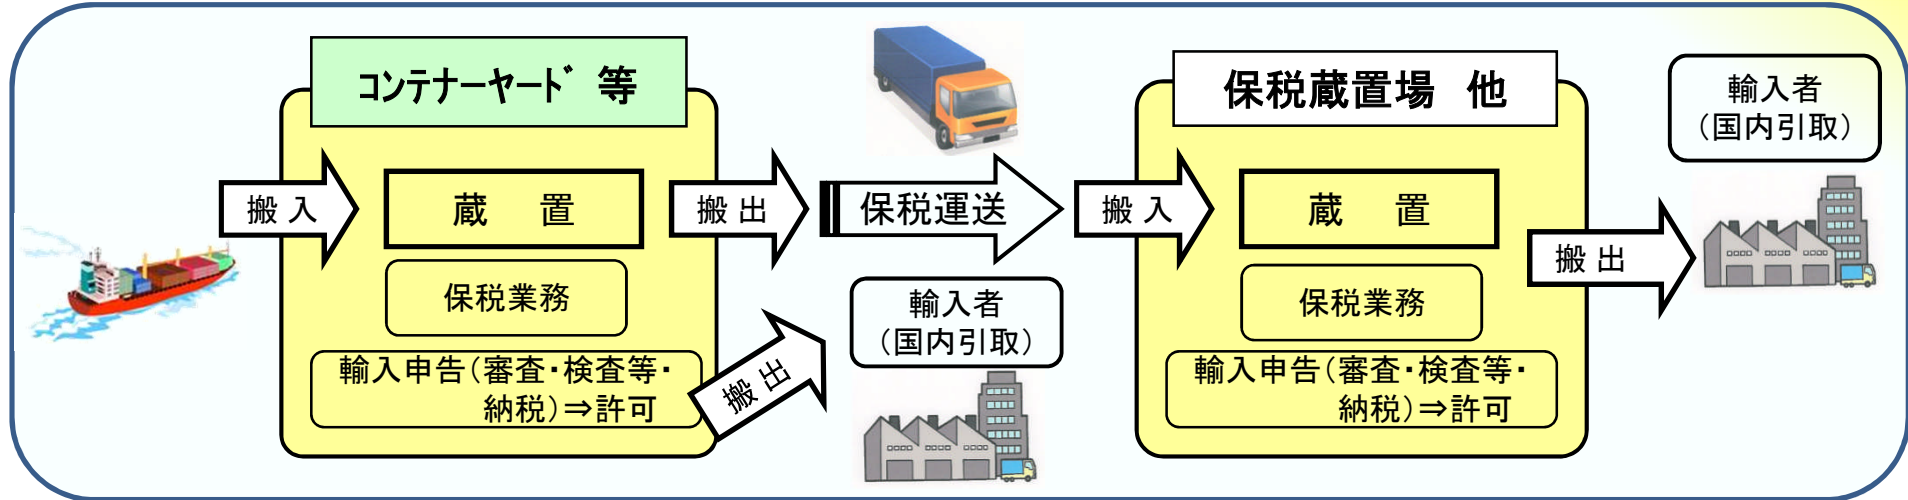 コンテナーヤード 等
搬 入
蔵 置
保税業務
輸入申告(審査・検査等・
納税)⇒許可
搬 出
保税運送
搬 出
輸入者
(国内引取)
保税蔵置場 他
搬 入
蔵 置
保税業務
輸入申告(審査・検査等・
納税)⇒許可
搬 出
輸入者
(国内引取)